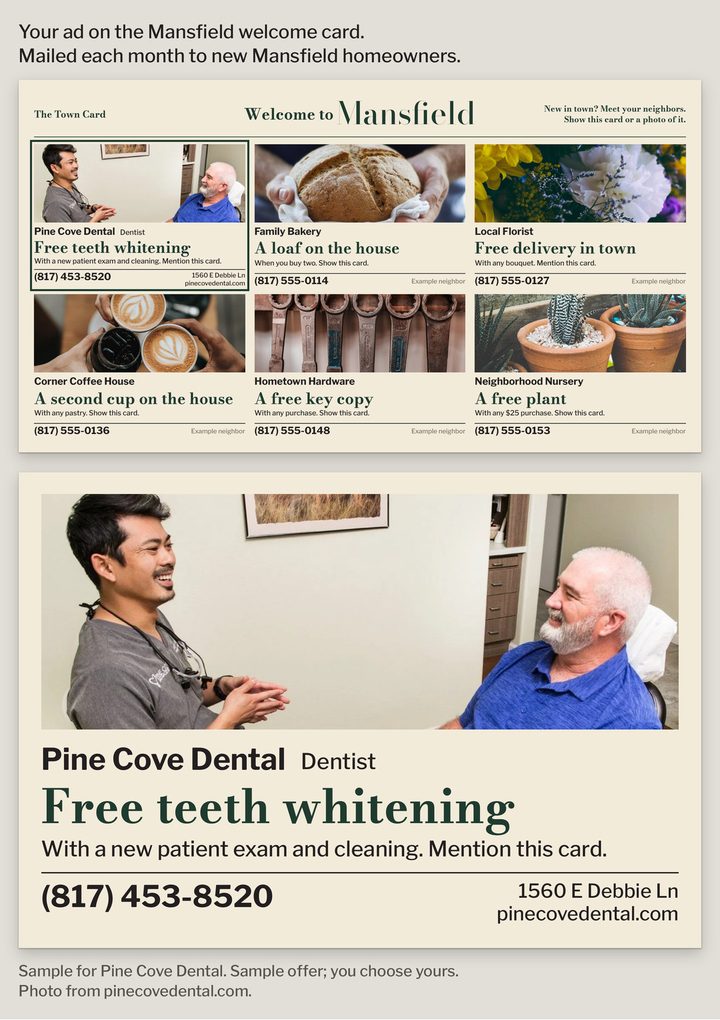 Your ad on the Mansfield welcome card.
Mailed each month to new Mansfield homeowners.
The Town Card
Welcome to Mansfield
New in town? Meet your neighbors.
Show this card or a photo of it.
Pine Cove Dental Dentist
Free teeth whitening
With a new patient exam and cleaning. Mention this card.
(817) 453-8520
1560 E Debbie Ln
pinecovedental.com
Family Bakery
A loaf on the house
When you buy two. Show this card.
(817) 555-0114
Example neighbor
Local Florist
Free delivery in town
With any bouquet. Mention this card.
(817) 555-0127
Example neighbor
Corner Coffee House
A second cup on the house
With any pastry. Show this card.
(817) 555-0136
Example neighbor
Hometown Hardware
A free key copy
With any purchase. Show this card.
(817) 555-0148
Example neighbor
Neighborhood Nursery
A free plant
With any $25 purchase. Show this card.
(817) 555-0153
Example neighbor
Pine Cove Dental Dentist
Free teeth whitening
With a new patient exam and cleaning. Mention this card.
(817) 453-8520
1560 E Debbie Ln
pinecovedental.com
Sample for Pine Cove Dental. Sample offer; you choose yours.
Photo from pinecovedental.com.